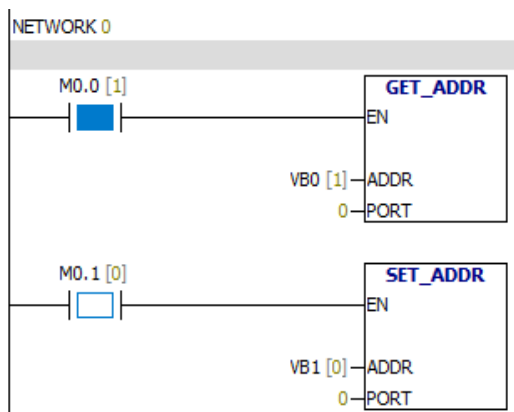 NETWORK 0
M0.0 [1]
GET_ADDR
EN
VB0 [1] ADDR
0 PORT
M0.1 [0]
SET_ADDR
EN
VB1 [0] ADDR
0 PORT